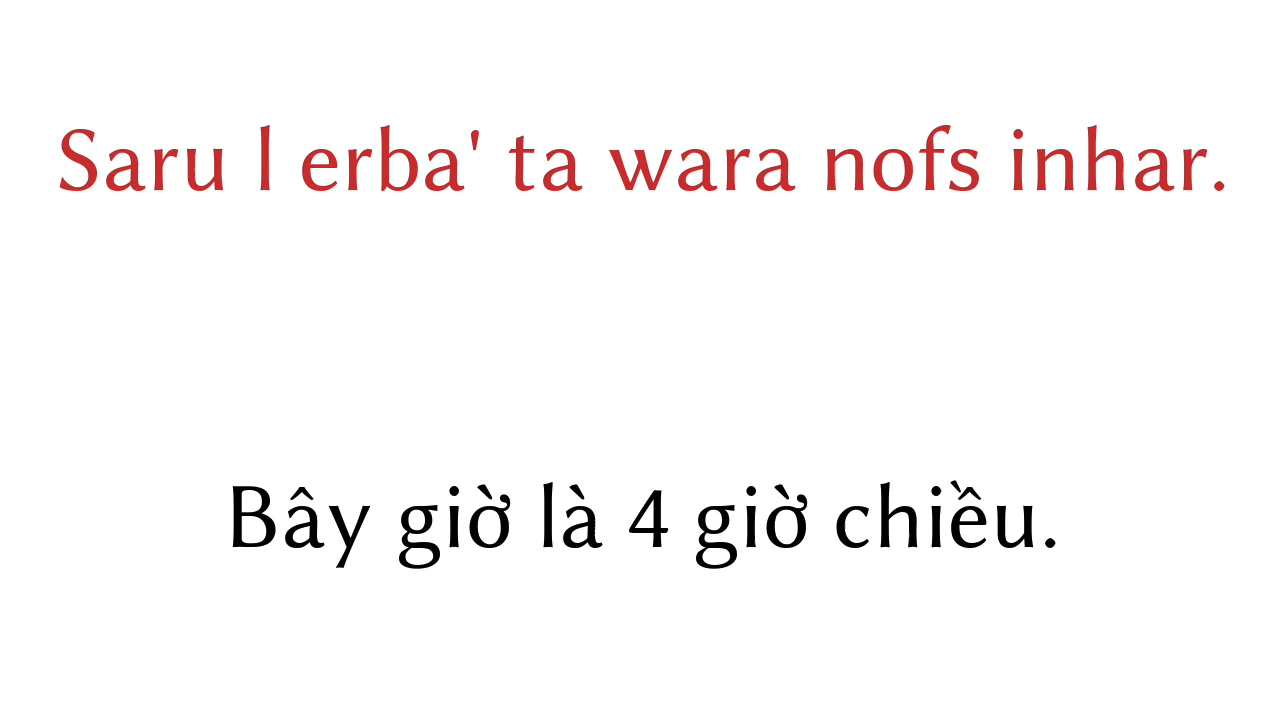 Saru l erba' ta wara nofs inhar.
Bây giờ là 4 giờ chiều.